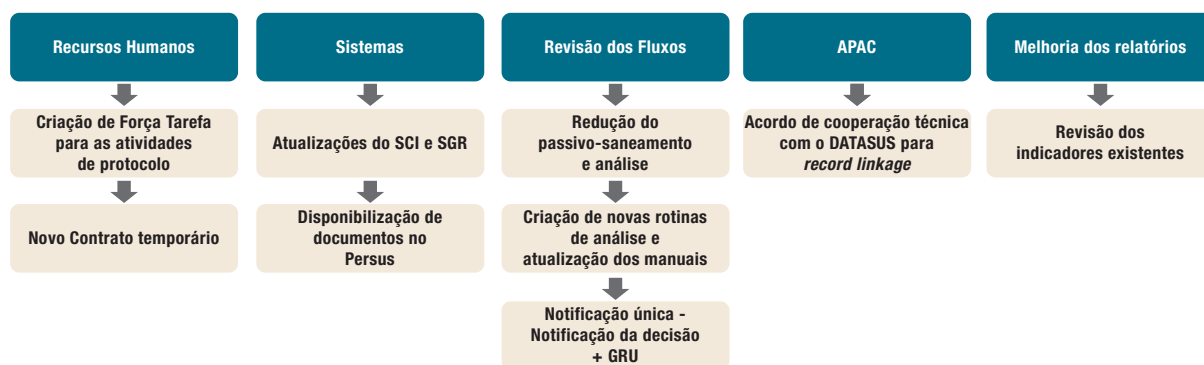 Recursos Humanos
Criação de Força Tarefa
para as atividades
de protocolo
Novo Contrato temporário
Sistemas
Atualizações do SCI e SGR
Disponibilização de
documentos no
Persus
Revisão dos Fluxos
Redução do
passivo-saneamento
e análise
Criação de novas rotinas
de análise e
atualização dos manuais
Notificação única -
Notificação da decisão
+ GRU
APAC
Acordo de cooperação técnica
com o DATASUS para
record linkage
Melhoria dos relatórios
Revisão dos
indicadores existentes